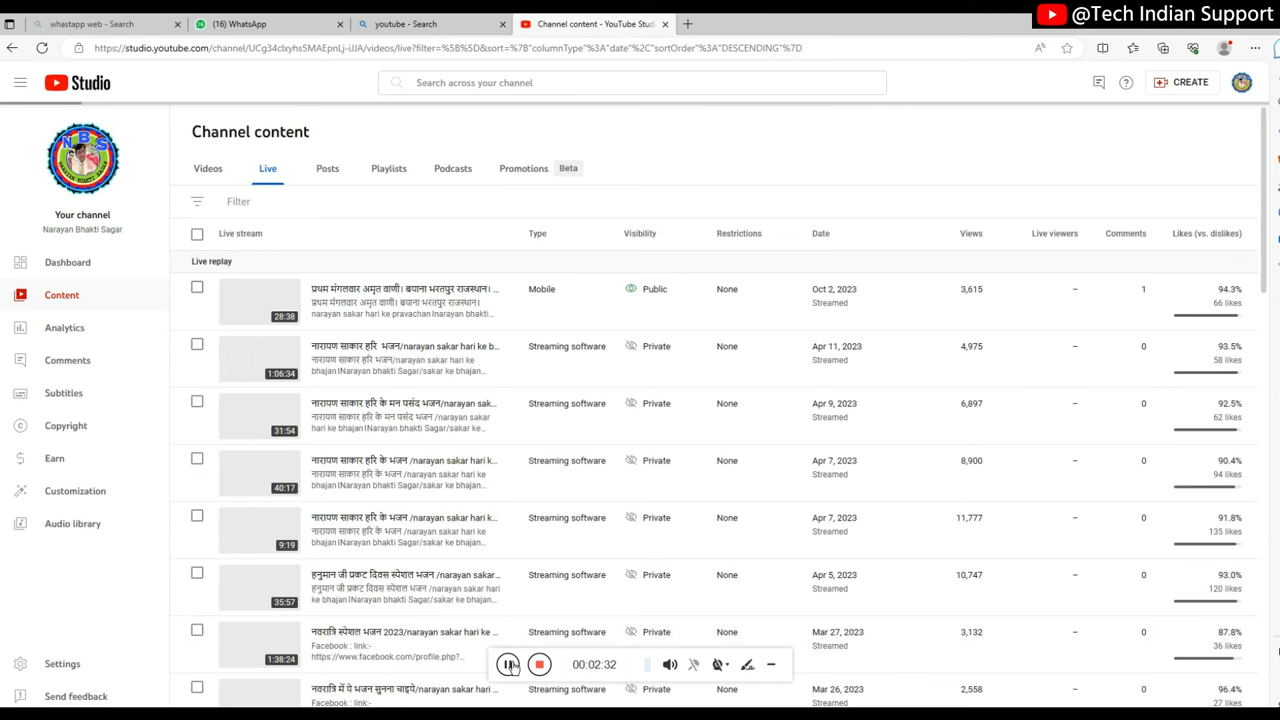 whastapp web - Search
(16) WhatsApp
youtube - Search
Channel content - YouTube Studio
@Tech Indian Support
https://studio.youtube.com/channel/UCg34clxyhs5MAEpnLj-iJJA/videos/live?filter=%5B%5D&sort=%7B"columnType"%3A"date"%2C"sortOrder"%3A"DESCENDING"%7D
Studio
Search across your channel
CREATE
NBS
Your channel
Narayan Bhakti Sagar
Dashboard
Content
Analytics
Comments
Subtitles
Copyright
Earn
Customization
Audio library
Settings
Send feedback
Channel content
Videos Live Posts Playlists Podcasts Promotions Beta
Filter
Live stream Type Visibility Restrictions Date Views Live viewers Comments Likes (vs. dislikes)
Live replay
प्रथम मंगलवार अमृत वाणी। बयाना भरतपुर राजस्थान। ... Mobile Public None Oct 2, 2023 3,615 – 1 94.3%
प्रथम मंगलवार अमृत वाणी। बयाना भरतपुर राजस्थान। Streamed 66 likes
28:38 narayan sakar hari ke pravachan lnarayan bhakti...
नारायण साकार हरि भजन/narayan sakar hari ke b... Streaming software Private None Apr 11, 2023 4,975 – 0 93.5%
नारायण साकार हरि भजन/narayan sakar hari ke Streamed 58 likes
1:06:34 bhajan lNarayan bhakti Sagar/sakar ke bhajan...
नारायण साकार हरि के मन पसंद भजन/narayan sak... Streaming software Private None Apr 9, 2023 6,897 – 0 92.5%
नारायण साकार हरि के मन पसंद भजन /narayan sakar Streamed 62 likes
31:54 hari ke bhajan lNarayan bhakti Sagar/sakar ke...
नारायण साकार हरि के भजन /narayan sakar hari k... Streaming software Private None Apr 7, 2023 8,900 – 0 90.4%
नारायण साकार हरि के भजन /narayan sakar hari ke Streamed 94 likes
40:17 bhajan lNarayan bhakti Sagar/sakar ke bhajan...
नारायण साकार हरि के भजन /narayan sakar hari k... Streaming software Private None Apr 7, 2023 11,777 – 0 91.8%
नारायण साकार हरि के भजन /narayan sakar hari ke Streamed 135 likes
9:19 bhajan lNarayan bhakti Sagar/sakar ke bhajan...
हनुमान जी प्रकट दिवस स्पेशल भजन /narayan sakar... Streaming software Private None Apr 5, 2023 10,747 – 0 93.0%
हनुमान जी प्रकट दिवस स्पेशल भजन /narayan sakar hari Streamed 120 likes
35:57 ke bhajan lNarayan bhakti Sagar/sakar ke bhajan...
नवरात्रि स्पेशल भजन 2023/narayan sakar hari ke ... Streaming software Private None Mar 27, 2023 3,132 – 0 87.8%
Facebook : link:- Streamed 36 likes
1:38:24 https://www.facebook.com/profile.php?...
00:02:32
नवरात्रि में ये भजन सुनना चाइये/narayan sakar hari ... Streaming software Private None Mar 26, 2023 2,558 – 0 96.4%
Facebook : link:- Streamed 27 likes